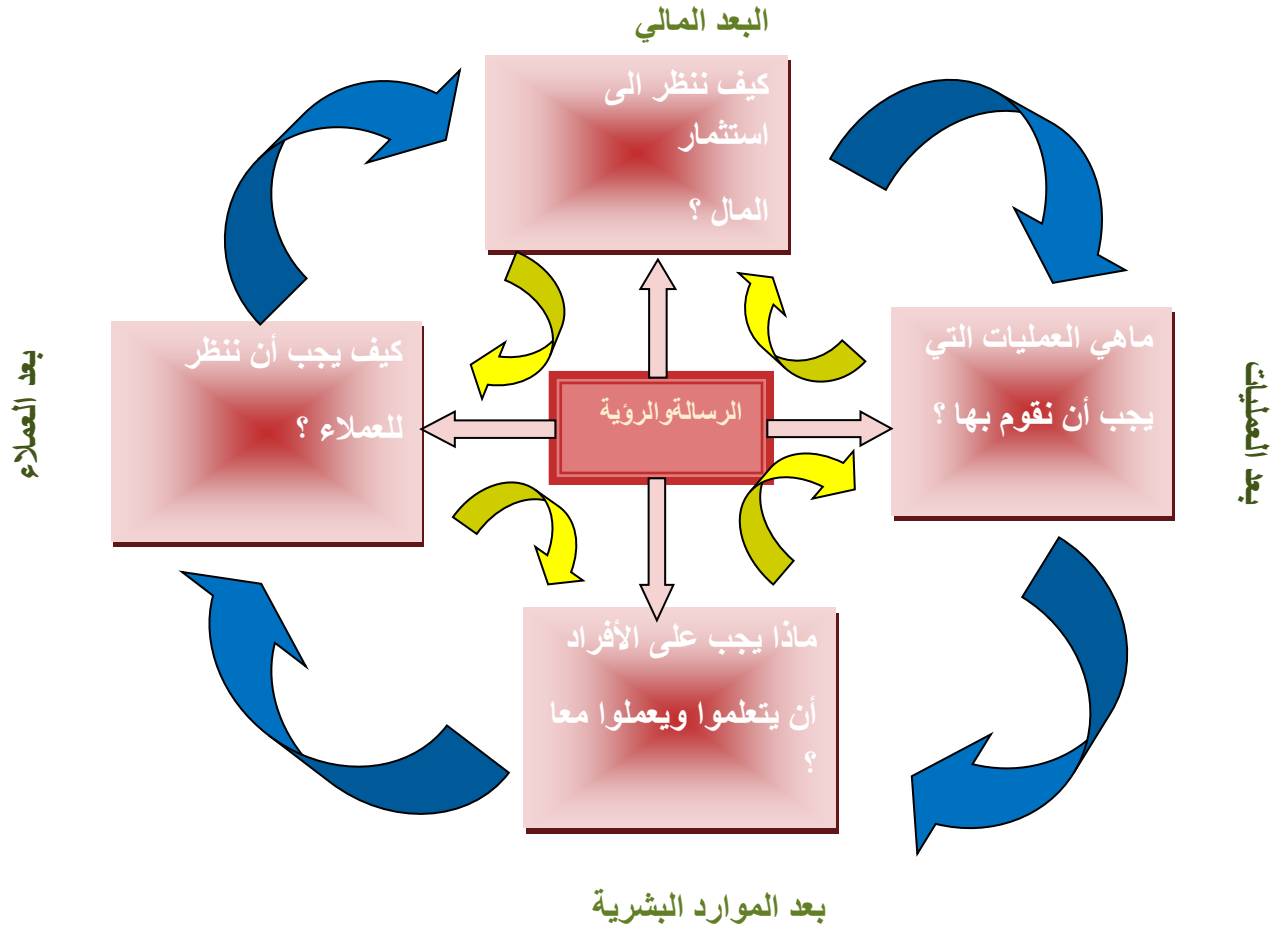 البعد المالي
كيف ننظر الى
استثمار
المال ؟
ماهي العمليات التي
يجب أن نقوم بها ؟
بعد العمليات
الرسالةوالرؤية
كيف يجب أن ننظر
للعملاء ؟
بعد العملاء
ماذا يجب على الأفراد
أن يتعلموا ويعملوا معا
؟
بعد الموارد البشرية